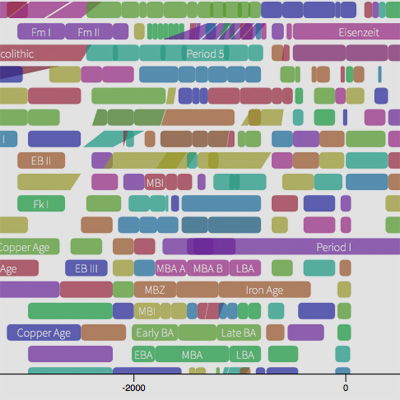 Fm I Fm II Eisenzeit
colithic Period 5
I
EB II
MBI
Fk I
Copper Age Period I
Age EB III MBA A MBA B LBA
MBZ Iron Age
MBI
Copper Age Early BA Late BA
EBA MBA LBA
-2000 0